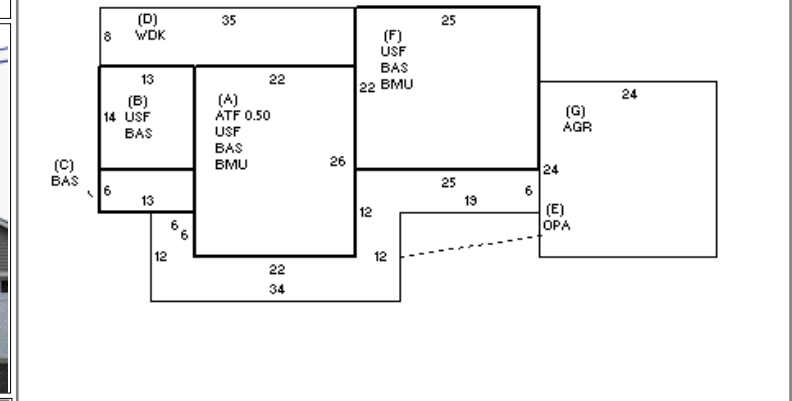 (D)
WDK
35
8
25
(F)
USF
BAS
BMU
22
13
(B)
USF
BAS
14
22
(A)
ATF 0.50
USF
BAS
BMU
26
24
(G)
AGR
24
(C)
BAS
6
13
25
19
6
(E)
OPA
6
6
12
12
12
22
34